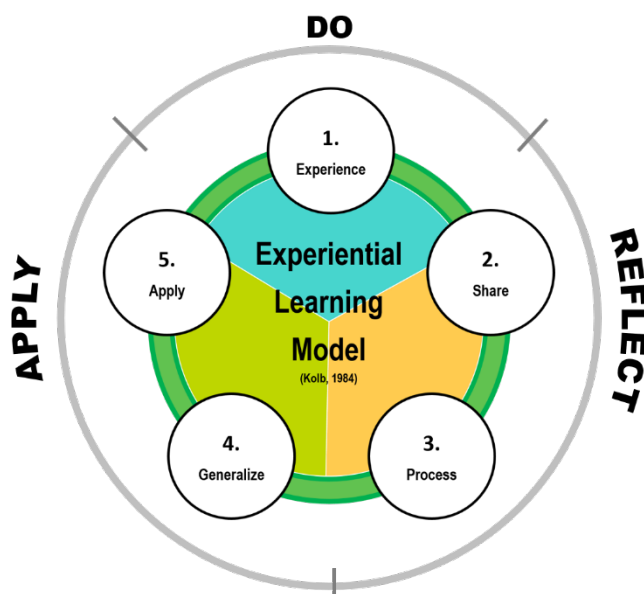 DO
1.
Experience
5.
Apply
Experiential
Learning
Model
(Kolb, 1984)
2.
Share
APPLY
REFLECT
4.
Generalize
3.
Process